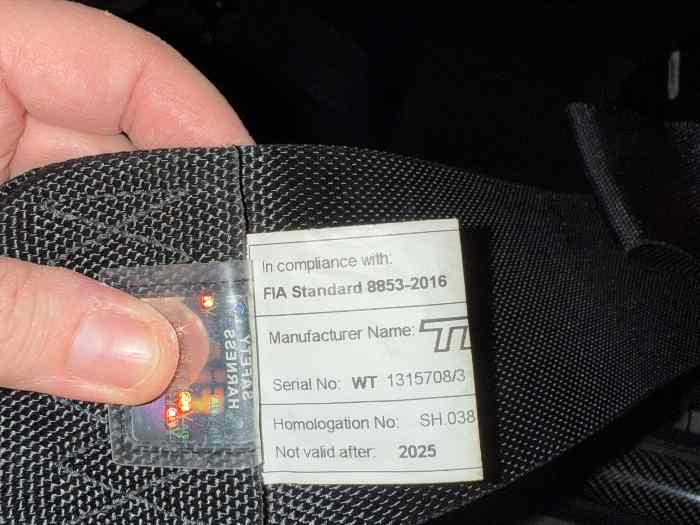 In compliance with:
FIA Standard 8853-2016
Manufacturer Name:
Serial No: WT 1315708/3
Homologation No: SH.038
Not valid after: 2025
SAFETY
HARNESS